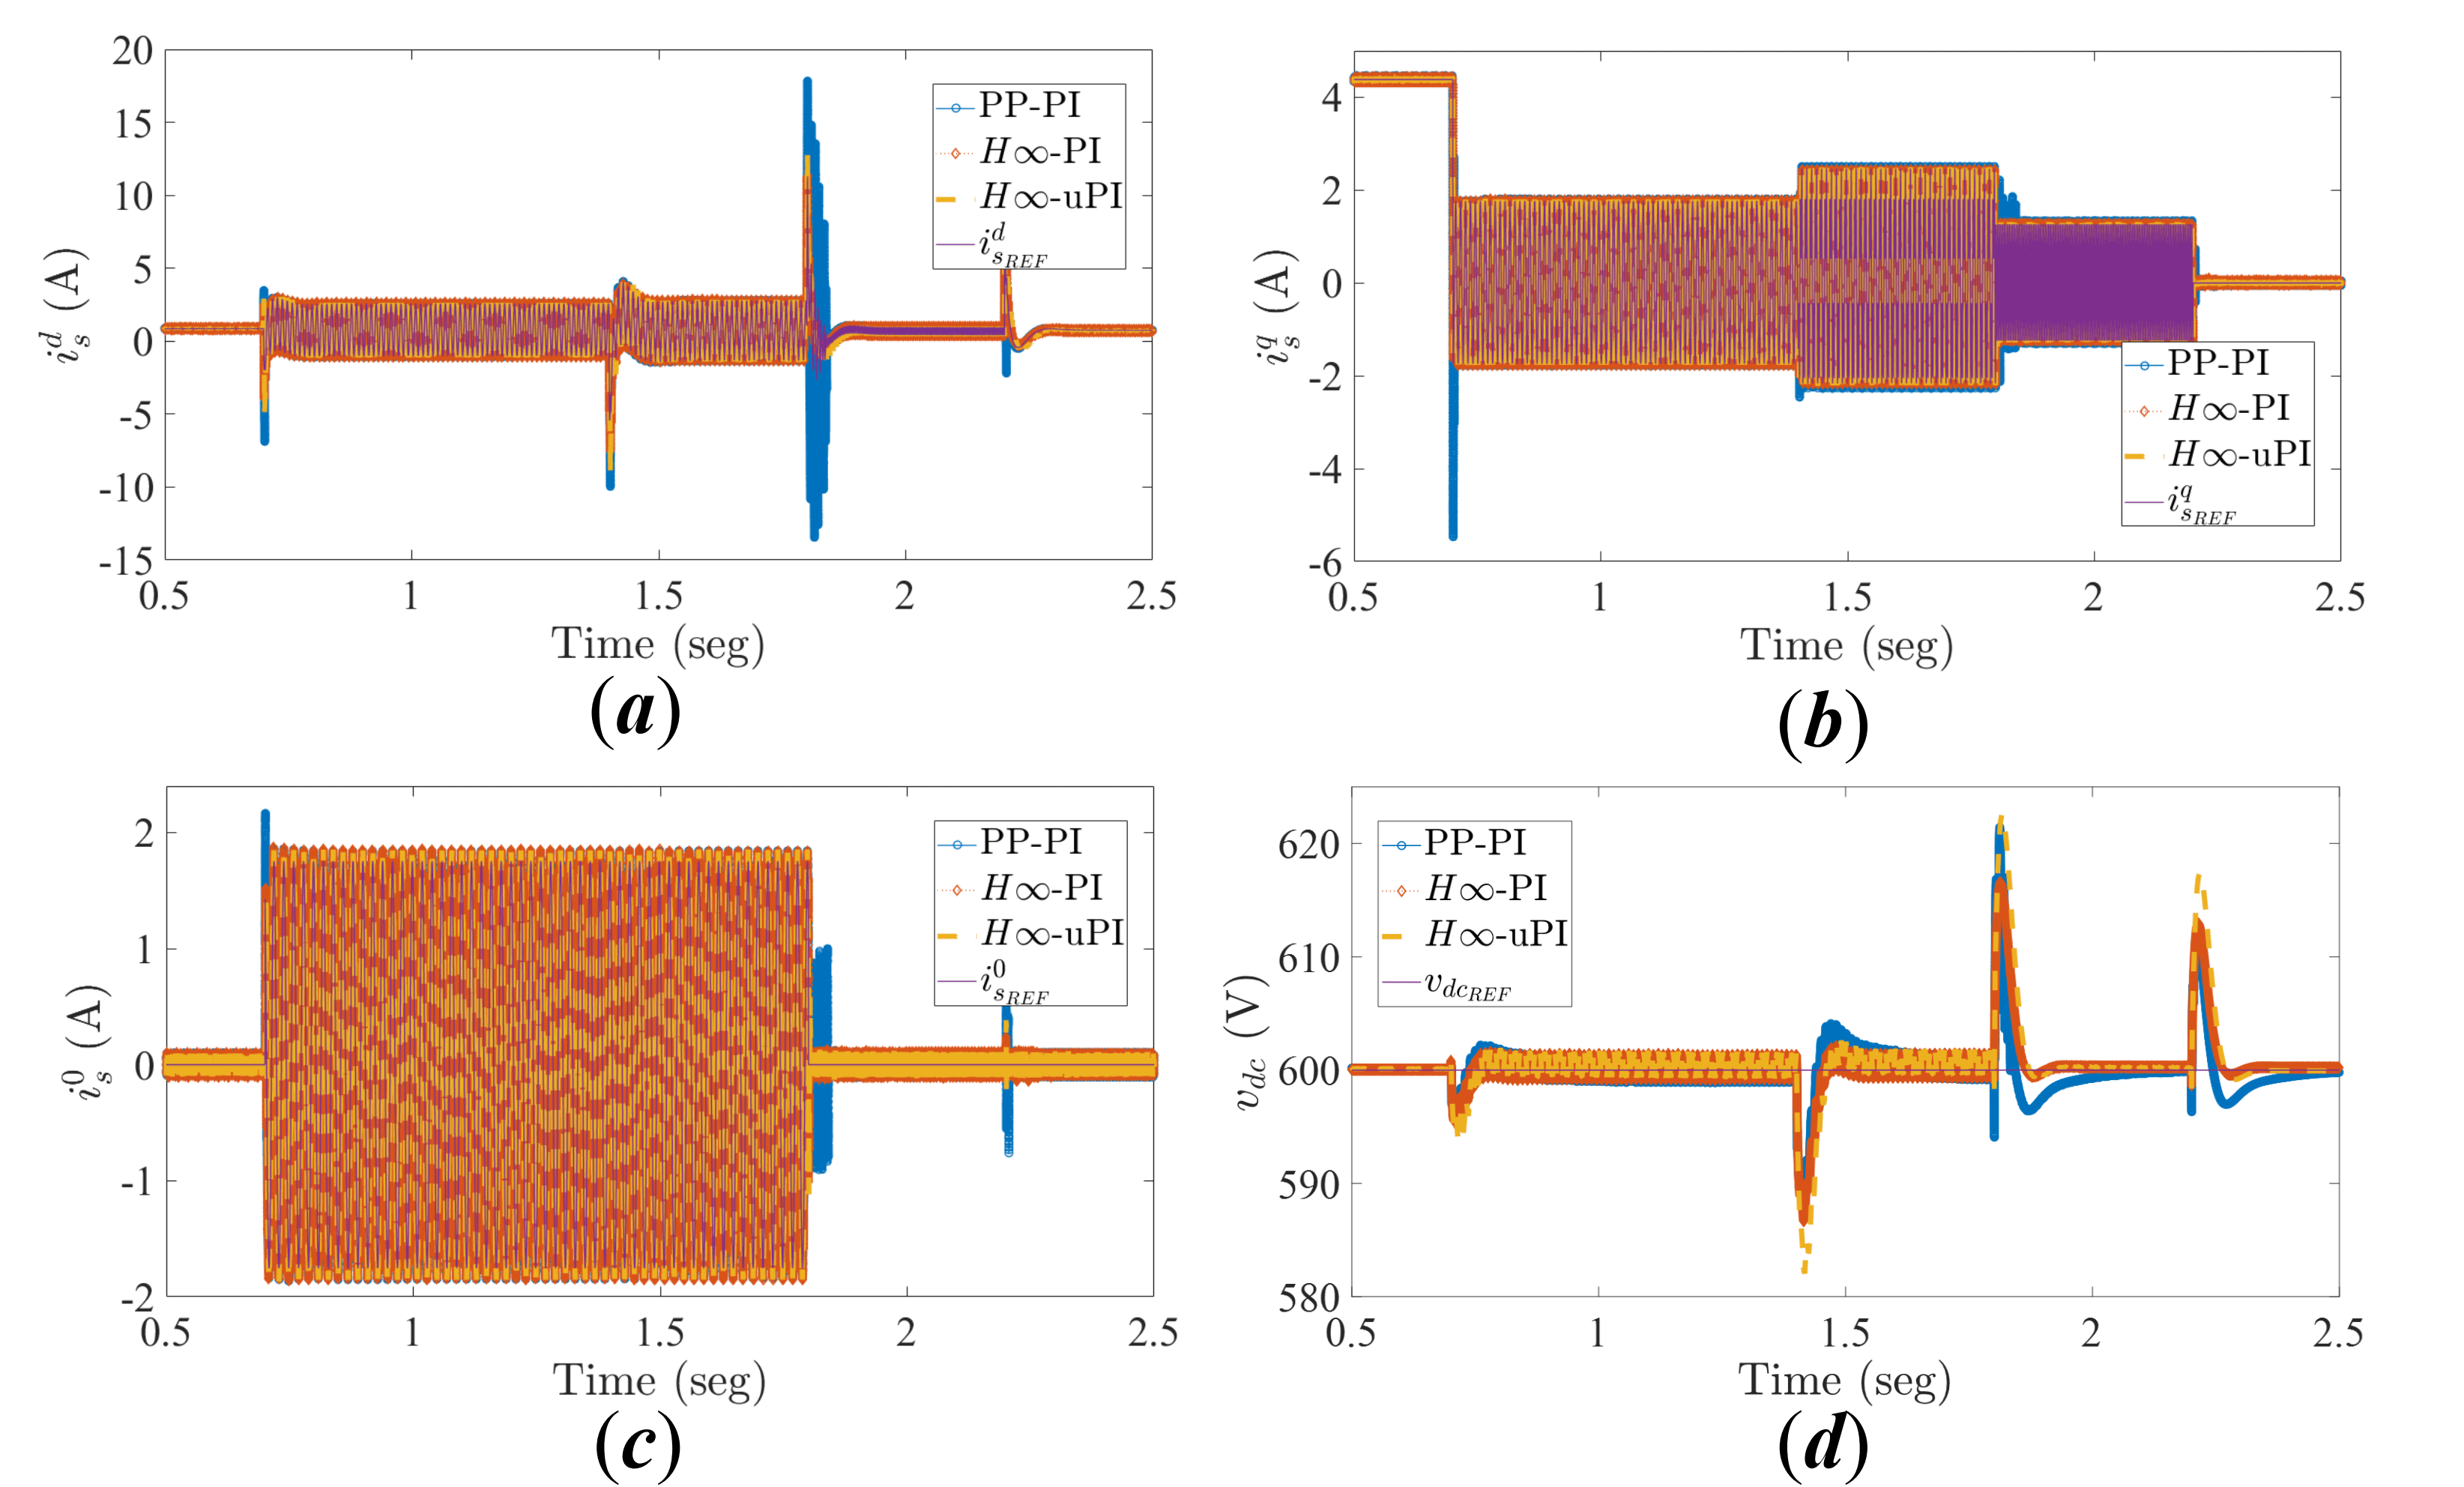 20
15
10
5
0
-5
-10
-15
0.5 1 1.5 2 2.5
i_s^d (A)
Time (seg)
PP-PI
H∞-PI
H∞-uPI
i^d_{s_{REF}}
(a)
4
2
0
-2
-4
-6
0.5 1 1.5 2 2.5
i_s^q (A)
Time (seg)
PP-PI
H∞-PI
H∞-uPI
i^q_{s_{REF}}
(b)
2
1
0
-1
-2
0.5 1 1.5 2 2.5
i_s^0 (A)
Time (seg)
PP-PI
H∞-PI
H∞-uPI
i^0_{s_{REF}}
(c)
620
610
600
590
580
0.5 1 1.5 2 2.5
v_{dc} (V)
Time (seg)
PP-PI
H∞-PI
H∞-uPI
v_{dc_{REF}}
(d)